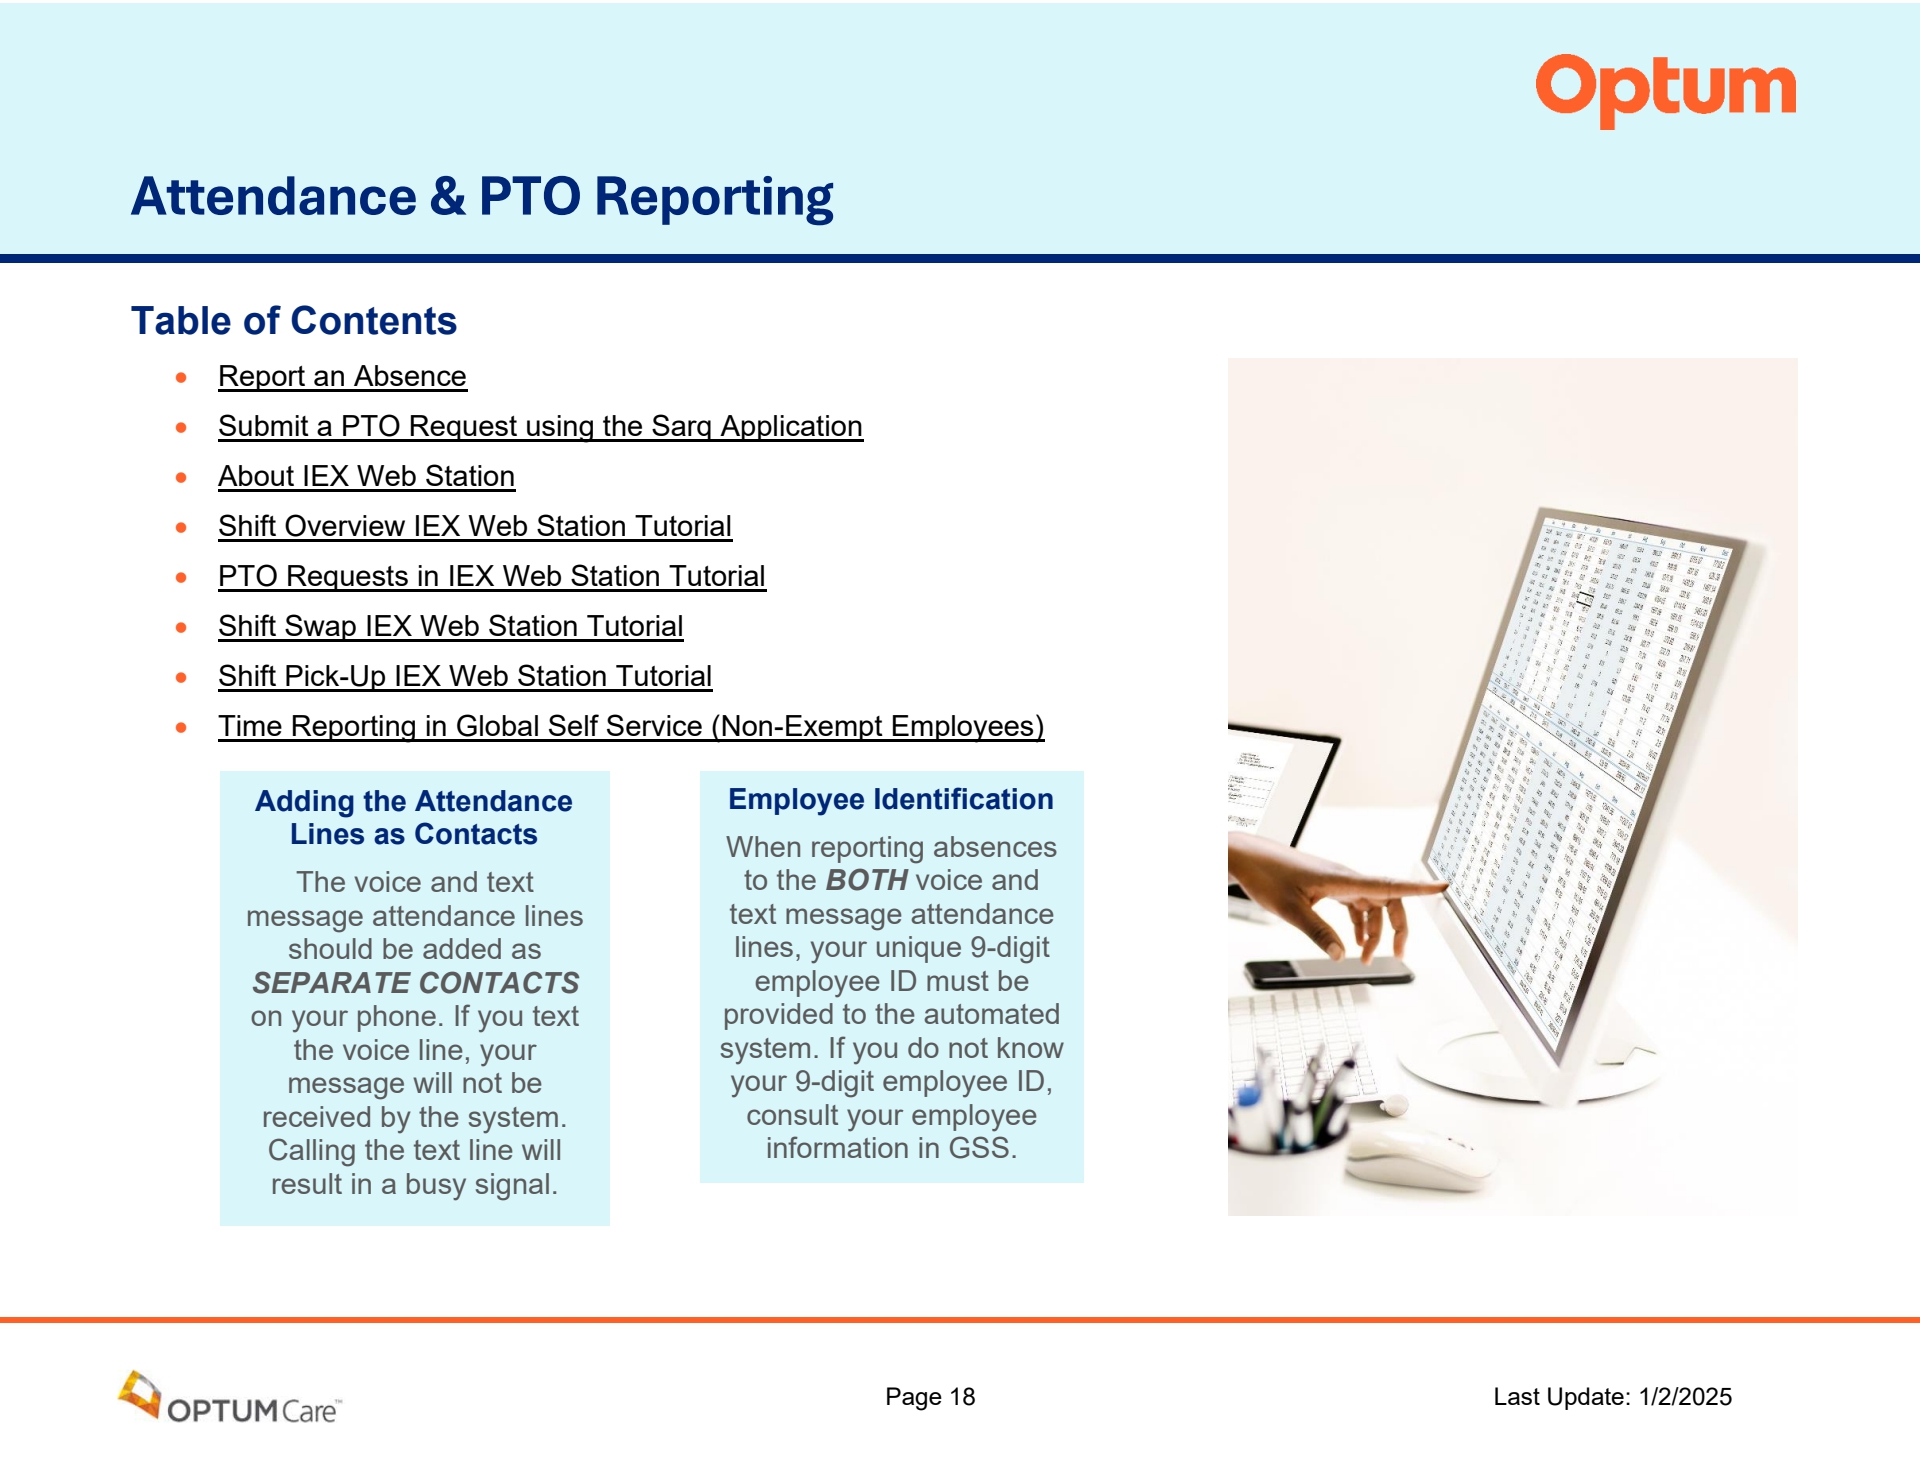 Optum
Attendance & PTO Reporting
Table of Contents
• Report an Absence
• Submit a PTO Request using the Sarq Application
• About IEX Web Station
• Shift Overview IEX Web Station Tutorial
• PTO Requests in IEX Web Station Tutorial
• Shift Swap IEX Web Station Tutorial
• Shift Pick-Up IEX Web Station Tutorial
• Time Reporting in Global Self Service (Non-Exempt Employees)
Adding the Attendance
Lines as Contacts
The voice and text
message attendance lines
should be added as
SEPARATE CONTACTS
on your phone. If you text
the voice line, your
message will not be
received by the system.
Calling the text line will
result in a busy signal.
Employee Identification
When reporting absences
to the BOTH voice and
text message attendance
lines, your unique 9-digit
employee ID must be
provided to the automated
system. If you do not know
your 9-digit employee ID,
consult your employee
information in GSS.
OPTUMCare™
Page 18
Last Update: 1/2/2025